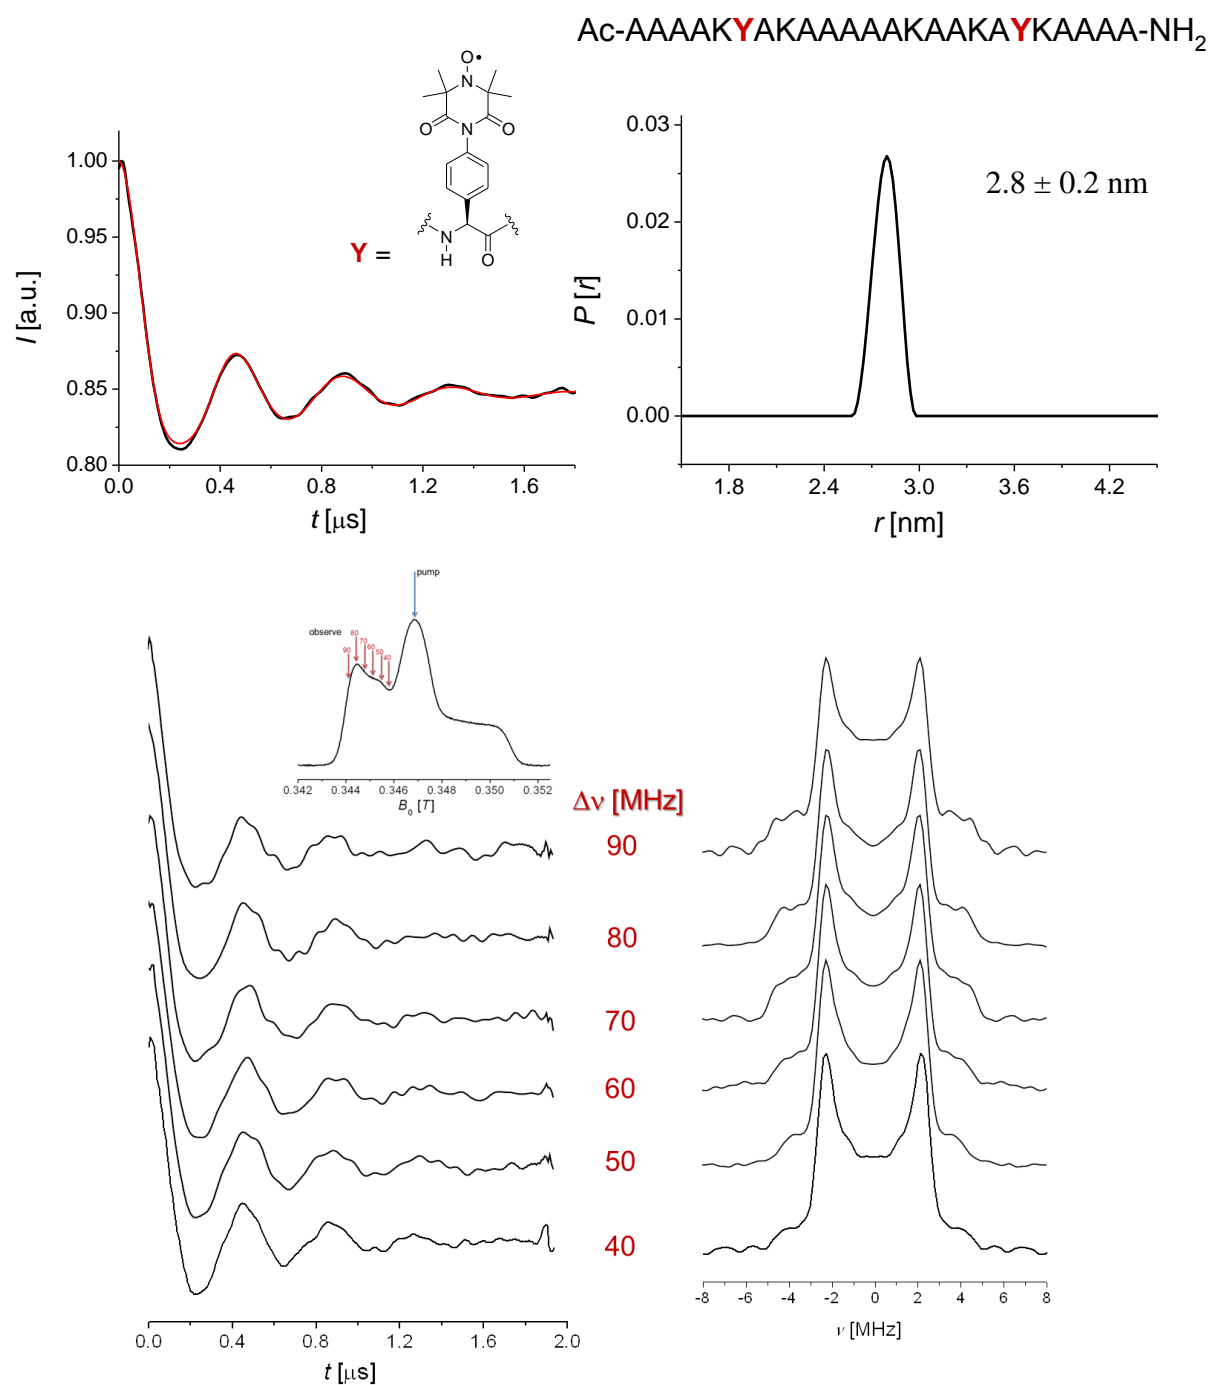 Ac-AAAAKYAKAAAAAKAAKAYKAAAA-NH₂
O•
N
O
N
O
Y =
N
H
O
I [a.u.]
1.00
0.95
0.90
0.85
0.80
0.0 0.4 0.8 1.2 1.6
t [μs]
P [r]
0.03
0.02
0.01
0.00
2.8 ± 0.2 nm
1.8 2.4 3.0 3.6 4.2
r [nm]
pump
observe
90 80 70 60 50 40
0.342 0.344 0.346 0.348 0.350 0.352
B₀ [T]
Δν [MHz]
90
80
70
60
50
40
0.0 0.4 0.8 1.2 1.6 2.0
t [μs]
-8 -6 -4 -2 0 2 4 6 8
ν [MHz]